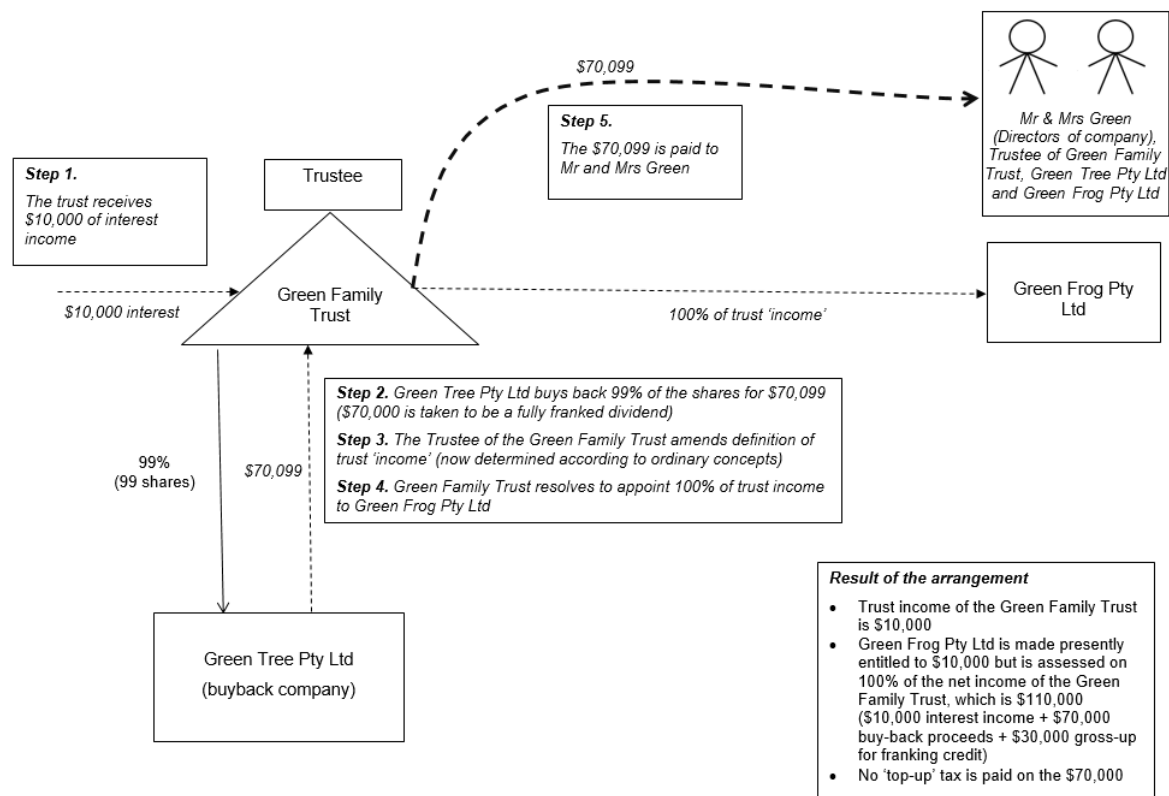 $70,099
Step 5.
The $70,099 is paid to
Mr and Mrs Green
Mr & Mrs Green
(Directors of company),
Trustee of Green Family
Trust, Green Tree Pty Ltd
and Green Frog Pty Ltd
Step 1.
The trust receives
$10,000 of interest
income
Trustee
$10,000 interest
Green Family
Trust
100% of trust ‘income’
Green Frog Pty
Ltd
99%
(99 shares)
$70,099
Step 2. Green Tree Pty Ltd buys back 99% of the shares for $70,099
($70,000 is taken to be a fully franked dividend)
Step 3. The Trustee of the Green Family Trust amends definition of
trust ‘income’ (now determined according to ordinary concepts)
Step 4. Green Family Trust resolves to appoint 100% of trust income
to Green Frog Pty Ltd
Green Tree Pty Ltd
(buyback company)
Result of the arrangement
• Trust income of the Green Family Trust
is $10,000
• Green Frog Pty Ltd is made presently
entitled to $10,000 but is assessed on
100% of the net income of the Green
Family Trust, which is $110,000
($10,000 interest income + $70,000
buy-back proceeds + $30,000 gross-up
for franking credit)
• No ‘top-up’ tax is paid on the $70,000